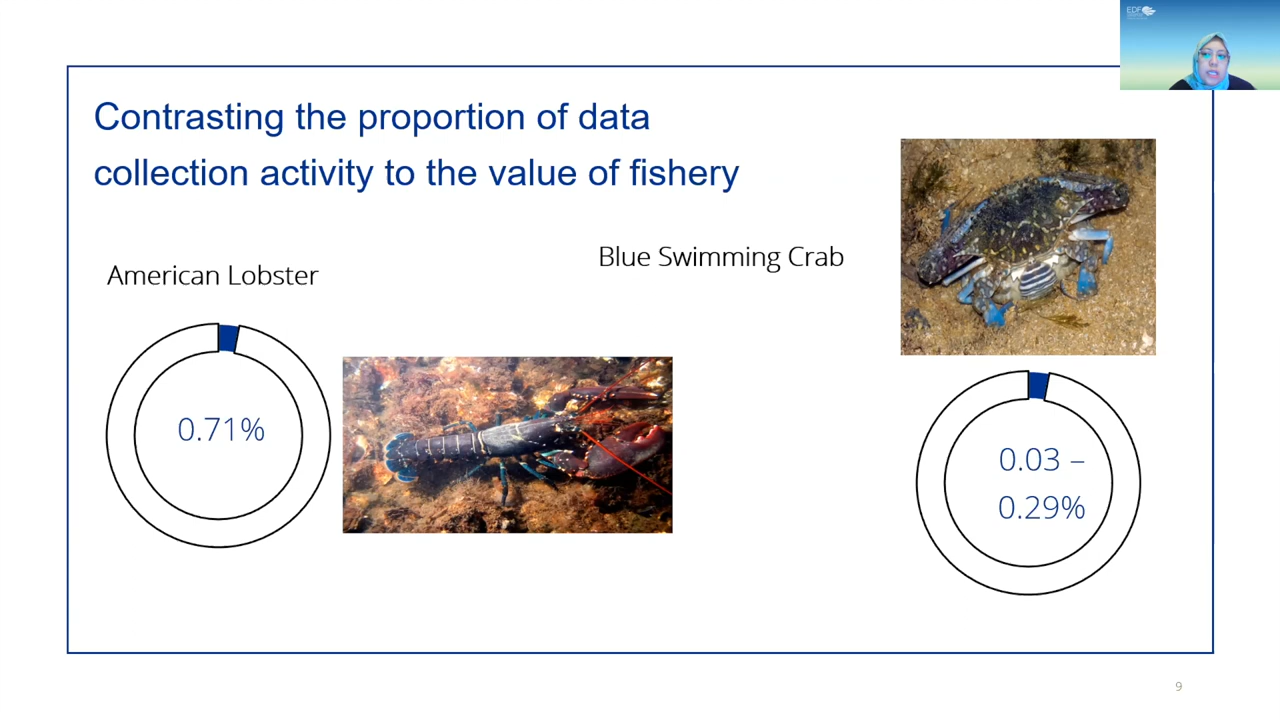 EDF
Contrasting the proportion of data
collection activity to the value of fishery
American Lobster
0.71%
Blue Swimming Crab
0.03 –
0.29%
9